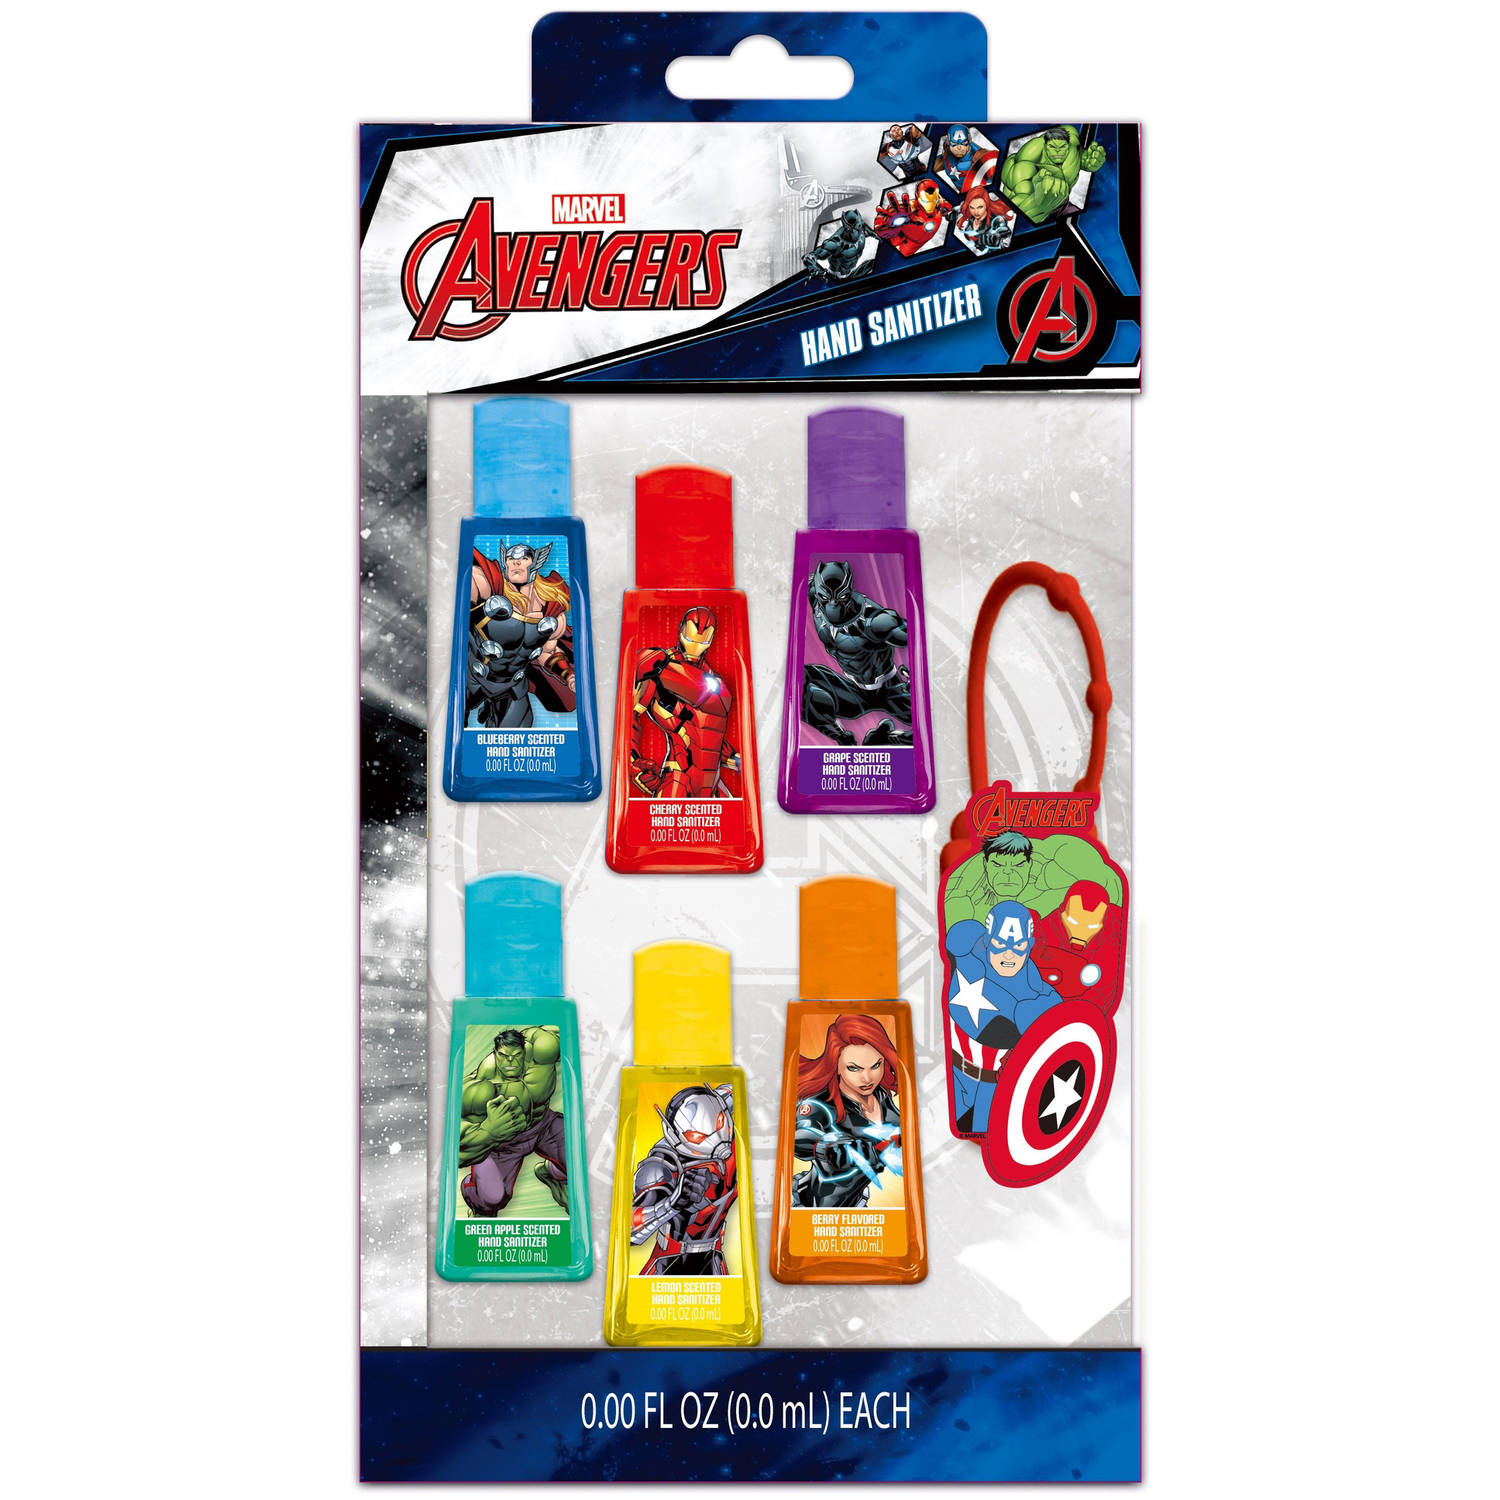 MARVEL
AVENGERS
HAND SANITIZER
BLUEBERRY SCENTED
HAND SANITIZER
0.00 FL OZ (0.0 mL)
CHERRY SCENTED
HAND SANITIZER
0.00 FL OZ (0.0 mL)
GRAPE SCENTED
HAND SANITIZER
0.00 FL OZ (0.0 mL)
AVENGERS
© MARVEL
GREEN APPLE SCENTED
HAND SANITIZER
0.00 FL OZ (0.0 mL)
LEMON SCENTED
HAND SANITIZER
0.00 FL OZ (0.0 mL)
BERRY FLAVORED
HAND SANITIZER
0.00 FL OZ (0.0 mL)
0.00 FL OZ (0.0 mL) EACH